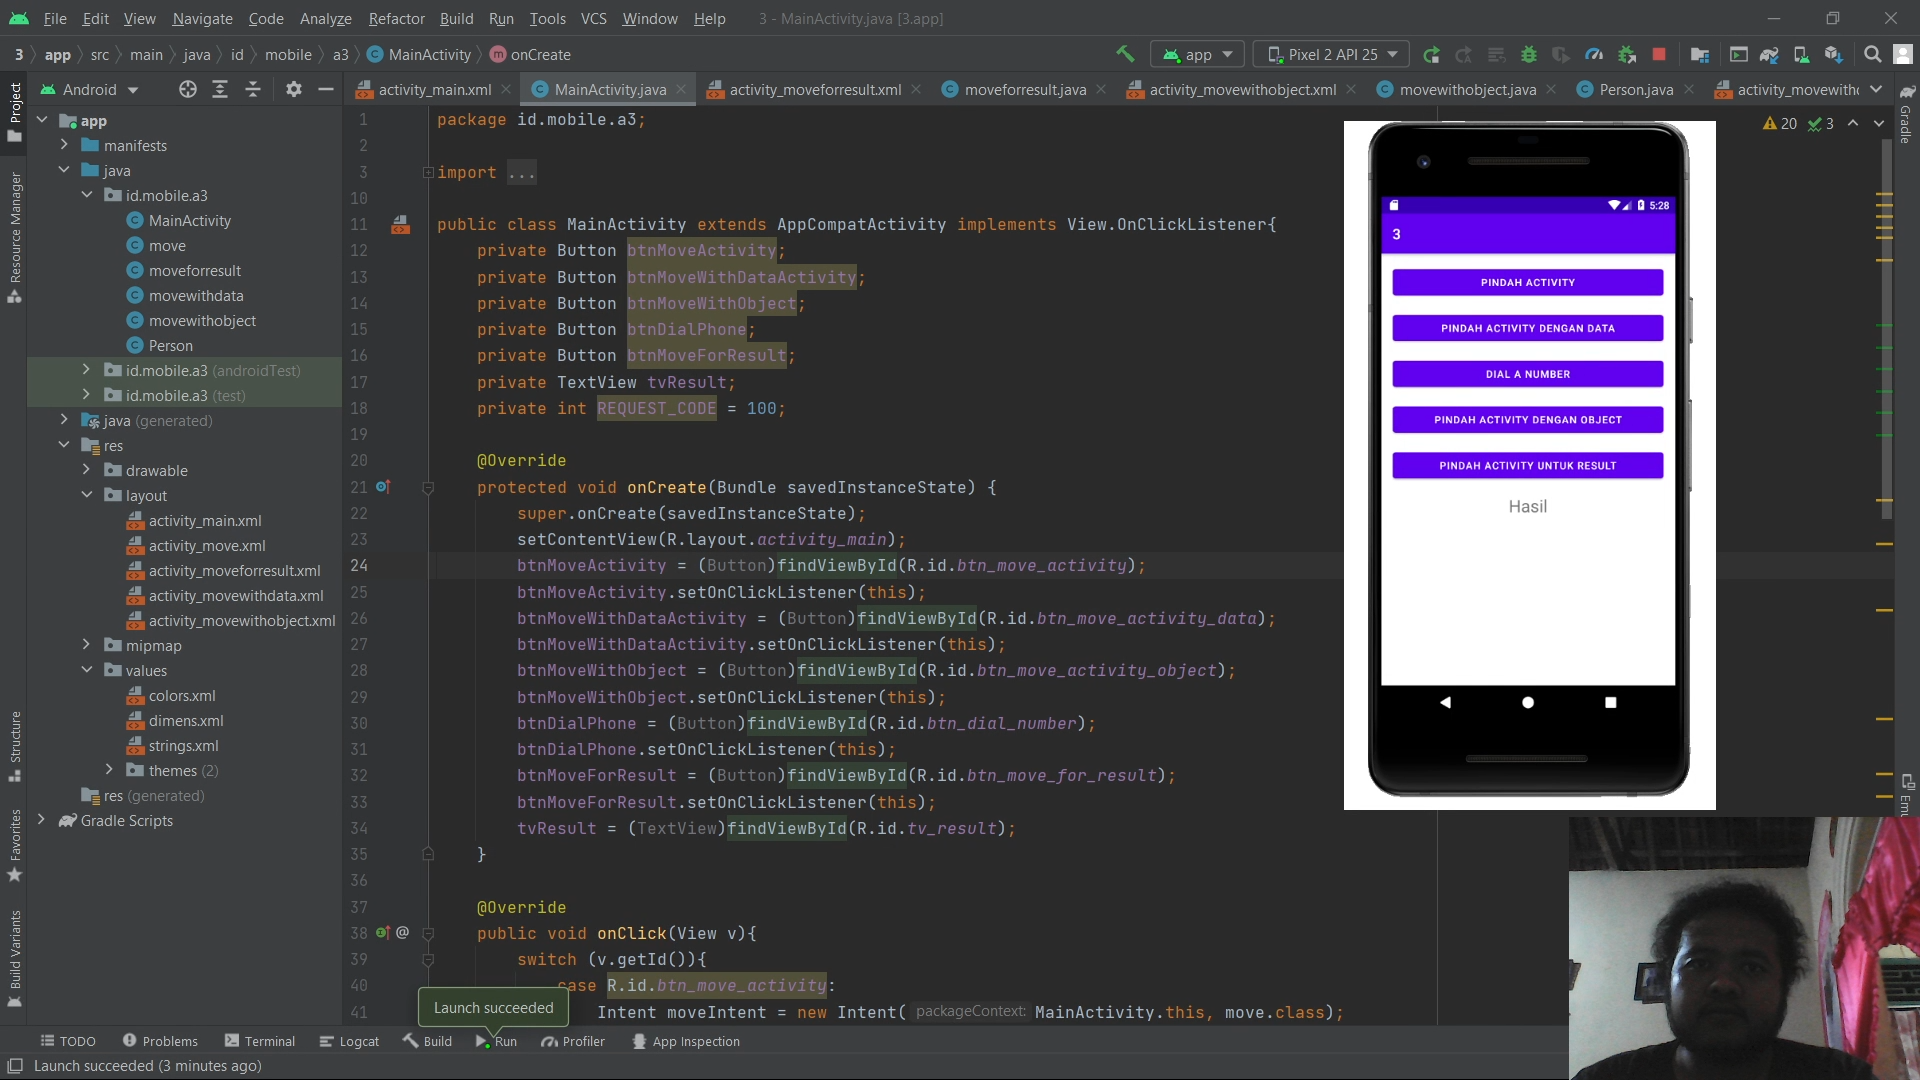 File Edit View Navigate Code Analyze Refactor Build Run Tools VCS Window Help 3 - MainActivity.java [3.app]
3 app src main java id mobile a3 MainActivity onCreate app Pixel 2 API 25
Android activity_main.xml MainActivity.java activity_moveforresult.xml moveforresult.java activity_movewithobject.xml movewithobject.java Person.java activity_movewith
Project
Resource Manager
Structure
Favorites
Build Variants
app
manifests
java
id.mobile.a3
MainActivity
move
moveforresult
movewithdata
movewithobject
Person
id.mobile.a3 (androidTest)
id.mobile.a3 (test)
java (generated)
res
drawable
layout
activity_main.xml
activity_move.xml
activity_moveforresult.xml
activity_movewithdata.xml
activity_movewithobject.xml
mipmap
values
colors.xml
dimens.xml
strings.xml
themes (2)
res (generated)
Gradle Scripts
1 package id.mobile.a3;
2
3 import ...
10
11 public class MainActivity extends AppCompatActivity implements View.OnClickListener{
12 private Button btnMoveActivity;
13 private Button btnMoveWithDataActivity;
14 private Button btnMoveWithObject;
15 private Button btnDialPhone;
16 private Button btnMoveForResult;
17 private TextView tvResult;
18 private int REQUEST_CODE = 100;
19
20 @Override
21 protected void onCreate(Bundle savedInstanceState) {
22 super.onCreate(savedInstanceState);
23 setContentView(R.layout.activity_main);
24 btnMoveActivity = (Button)findViewById(R.id.btn_move_activity);
25 btnMoveActivity.setOnClickListener(this);
26 btnMoveWithDataActivity = (Button)findViewById(R.id.btn_move_activity_data);
27 btnMoveWithDataActivity.setOnClickListener(this);
28 btnMoveWithObject = (Button)findViewById(R.id.btn_move_activity_object);
29 btnMoveWithObject.setOnClickListener(this);
30 btnDialPhone = (Button)findViewById(R.id.btn_dial_number);
31 btnDialPhone.setOnClickListener(this);
32 btnMoveForResult = (Button)findViewById(R.id.btn_move_for_result);
33 btnMoveForResult.setOnClickListener(this);
34 tvResult = (TextView)findViewById(R.id.tv_result);
35 }
36
37 @Override
38 @ public void onClick(View v){
39 switch (v.getId()){
40 case R.id.btn_move_activity:
41 Intent moveIntent = new Intent( packageContext: MainActivity.this, move.class);
Launch succeeded
20 3
5:28
3
PINDAH ACTIVITY
PINDAH ACTIVITY DENGAN DATA
DIAL A NUMBER
PINDAH ACTIVITY DENGAN OBJECT
PINDAH ACTIVITY UNTUK RESULT
Hasil
Gradle
Emu
TODO Problems Terminal Logcat Build Run Profiler App Inspection
Launch succeeded (3 minutes ago)